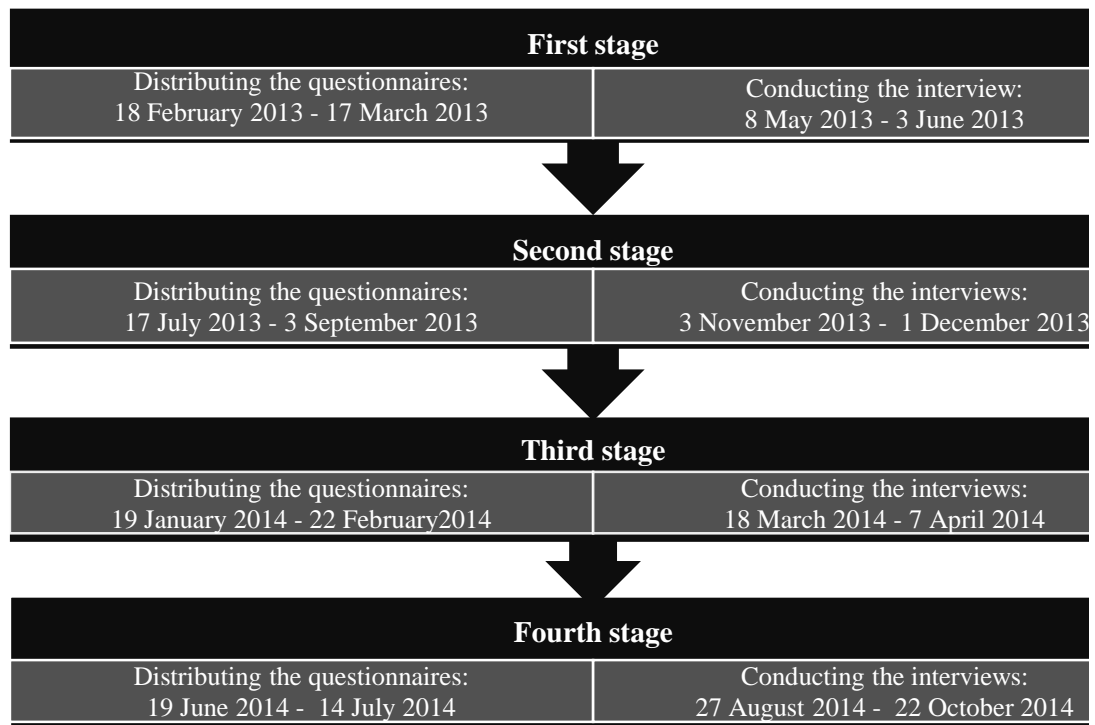 First stage
Distributing the questionnaires:
18 February 2013 - 17 March 2013
Conducting the interview:
8 May 2013 - 3 June 2013
Second stage
Distributing the questionnaires:
17 July 2013 - 3 September 2013
Conducting the interviews:
3 November 2013 -  1 December 2013
Third stage
Distributing the questionnaires:
19 January 2014 - 22 February2014
Conducting the interviews:
18 March 2014 - 7 April 2014
Fourth stage
Distributing the questionnaires:
19 June 2014 -  14 July 2014
Conducting the interviews:
27 August 2014 -  22 October 2014